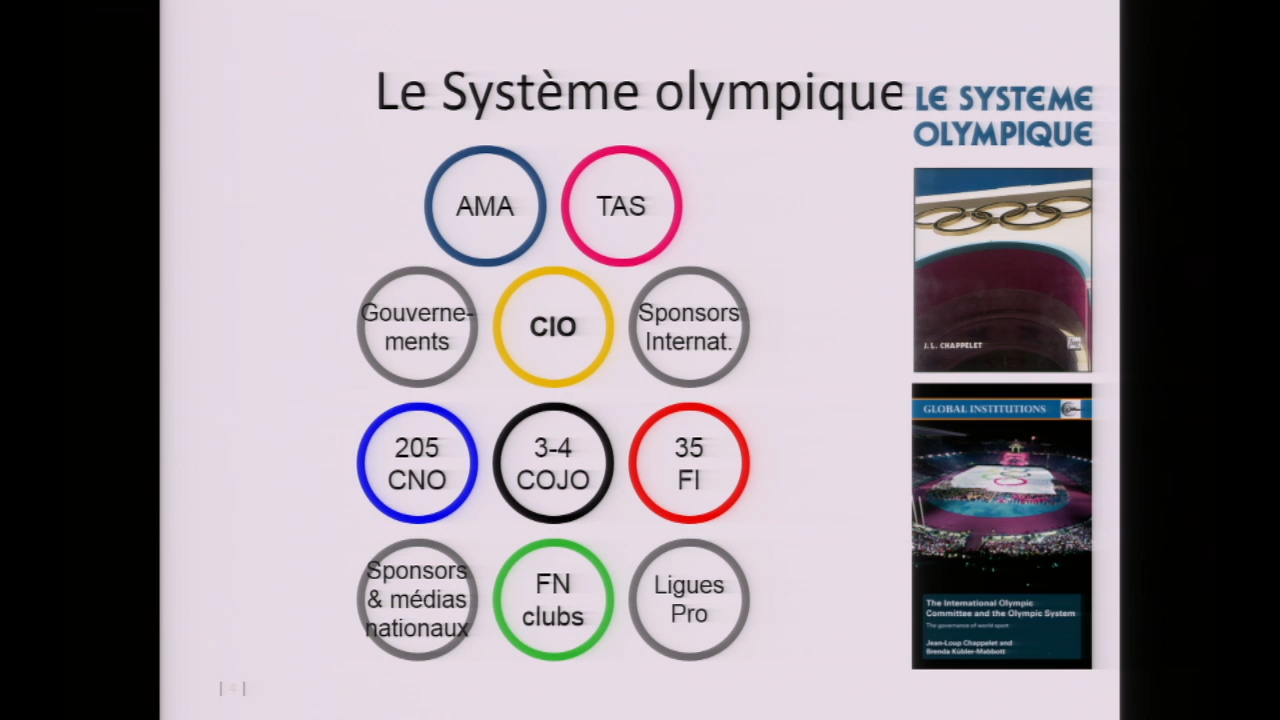 Le Système olympique
LE SYSTEME
OLYMPIQUE
AMA
TAS
Gouverne-
ments
CIO
Sponsors
Internat.
205
CNO
3-4
COJO
35
FI
Sponsors
& médias
nationaux
FN
clubs
Ligues
Pro
J. L. CHAPPELET
GLOBAL INSTITUTIONS
The International Olympic
Committee and the Olympic System
The governance of world sport
Jean-Loup Chappelet and
Brenda Kübler-Mabbott
| 4 |